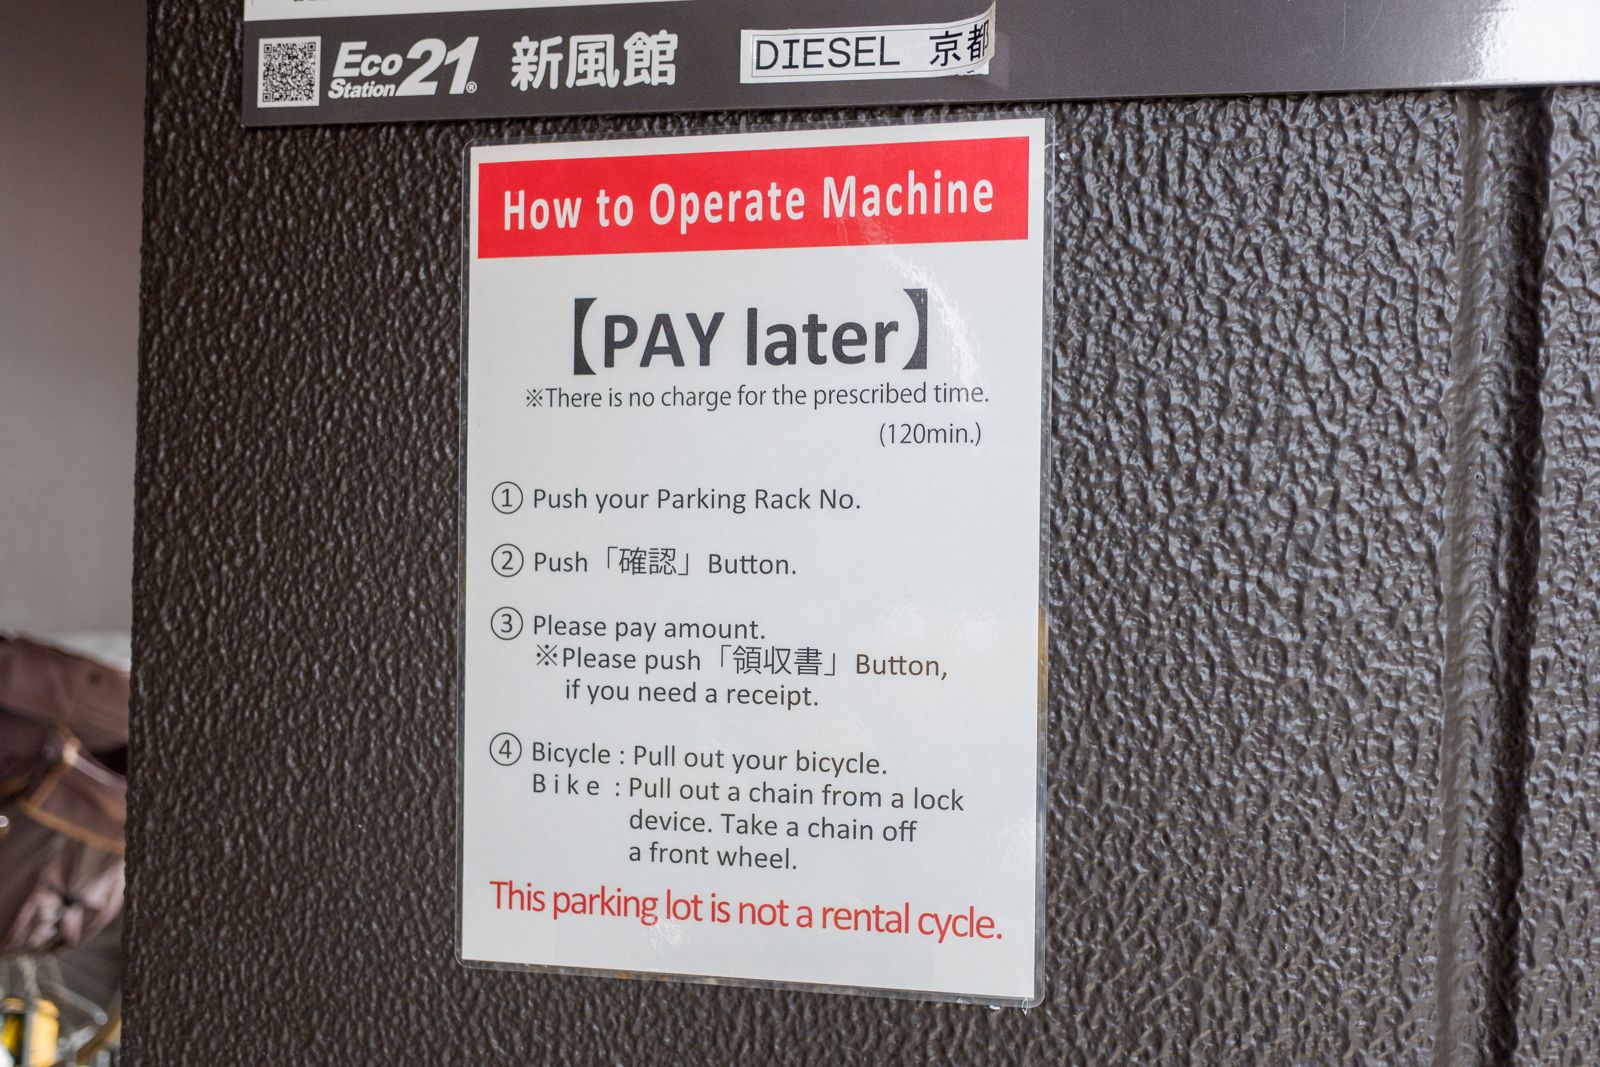 Eco Station 21® 新風館
DIESEL 京都
How to Operate Machine
【PAY later】
※There is no charge for the prescribed time.
(120min.)
① Push your Parking Rack No.
② Push「確認」Button.
③ Please pay amount.
※Please push「領収書」Button,
if you need a receipt.
④ Bicycle : Pull out your bicycle.
Bike : Pull out a chain from a lock
device. Take a chain off
a front wheel.
This parking lot is not a rental cycle.